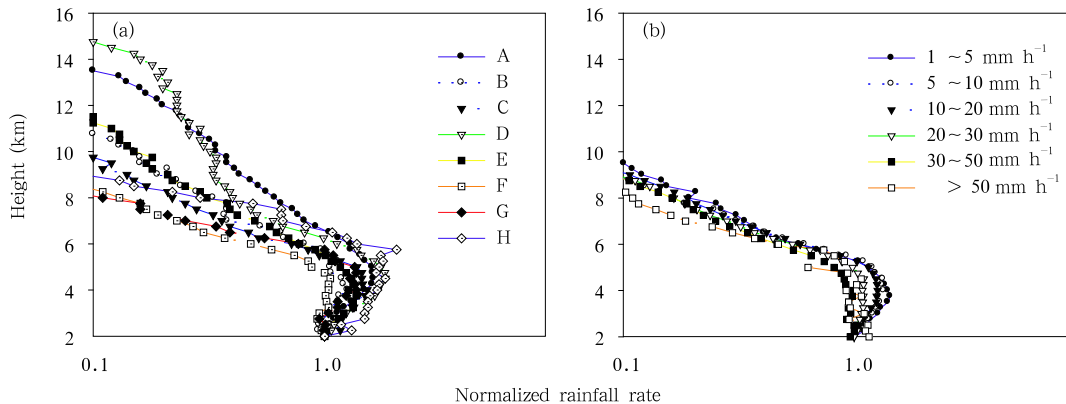 (a)
16
14
12
10
8
6
4
2
Height (km)
A
B
C
D
E
F
G
H
0.1
1.0
(b)
16
14
12
10
8
6
4
2
1 ~5 mm h⁻¹
5 ~10 mm h⁻¹
10~20 mm h⁻¹
20~30 mm h⁻¹
30~50 mm h⁻¹
> 50 mm h⁻¹
0.1
1.0
Normalized rainfall rate